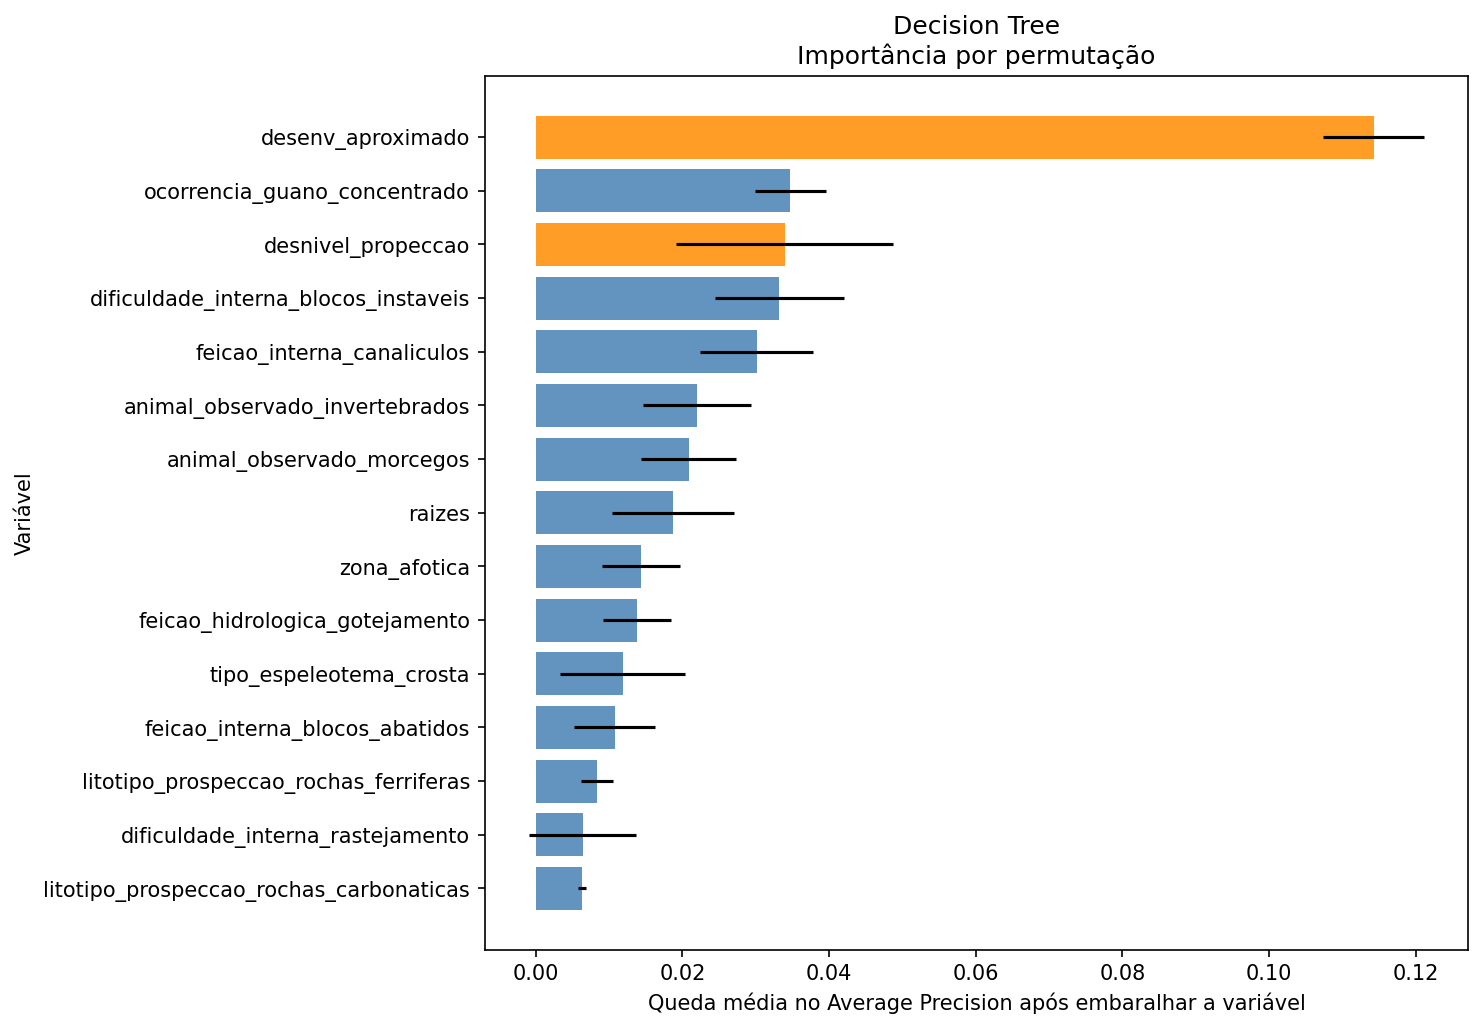 Decision Tree
Importância por permutação
desenv_aproximado
ocorrencia_guano_concentrado
desnivel_propeccao
dificuldade_interna_blocos_instaveis
feicao_interna_canaliculos
animal_observado_invertebrados
animal_observado_morcegos
raizes
zona_afotica
feicao_hidrologica_gotejamento
tipo_espeleotema_crosta
feicao_interna_blocos_abatidos
litotipo_prospeccao_rochas_ferriferas
dificuldade_interna_rastejamento
litotipo_prospeccao_rochas_carbonaticas
Variável
0.00 0.02 0.04 0.06 0.08 0.10 0.12
Queda média no Average Precision após embaralhar a variável